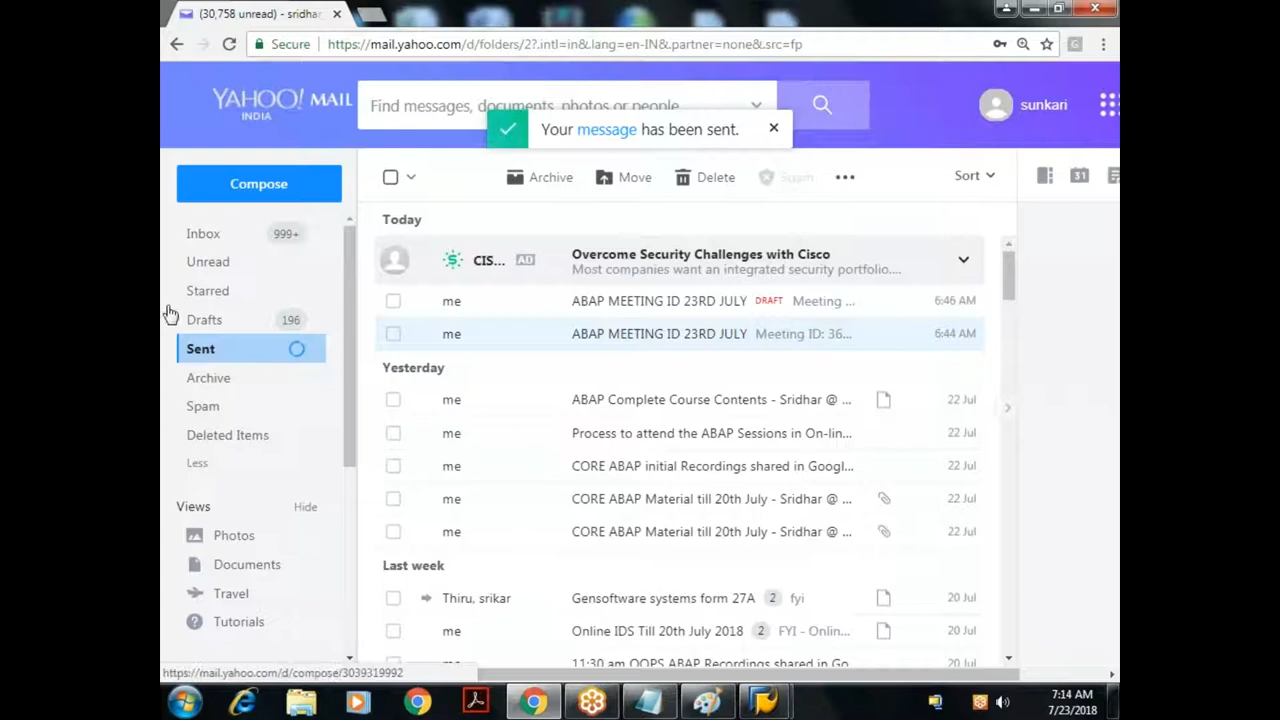 (30,758 unread) - sridhar
Secure https://mail.yahoo.com/d/folders/2?.intl=in&.lang=en-IN&.partner=none&.src=fp
YAHOO! MAIL
INDIA
Find messages, documents, photos or people
sunkari
Your message has been sent.
Compose
Archive Move Delete Spam Sort
31
Inbox 999+
Unread
Starred
Drafts 196
Sent
Archive
Spam
Deleted Items
Less
Views Hide
Photos
Documents
Travel
Tutorials
Today
CIS... AD Overcome Security Challenges with Cisco
Most companies want an integrated security portfolio....
me ABAP MEETING ID 23RD JULY DRAFT Meeting ... 6:46 AM
me ABAP MEETING ID 23RD JULY Meeting ID: 36... 6:44 AM
Yesterday
me ABAP Complete Course Contents - Sridhar @ ... 22 Jul
me Process to attend the ABAP Sessions in On-lin... 22 Jul
me CORE ABAP initial Recordings shared in Googl... 22 Jul
me CORE ABAP Material till 20th July - Sridhar @ ... 22 Jul
me CORE ABAP Material till 20th July - Sridhar @ ... 22 Jul
Last week
Thiru, srikar Gensoftware systems form 27A 2 fyi 20 Jul
me Online IDS Till 20th July 2018 2 FYI - Onlin... 20 Jul
me 11:30 am OOPS ABAP Recordings shared in Go 20 Jul
https://mail.yahoo.com/d/compose/3039319992
7:14 AM
7/23/2018